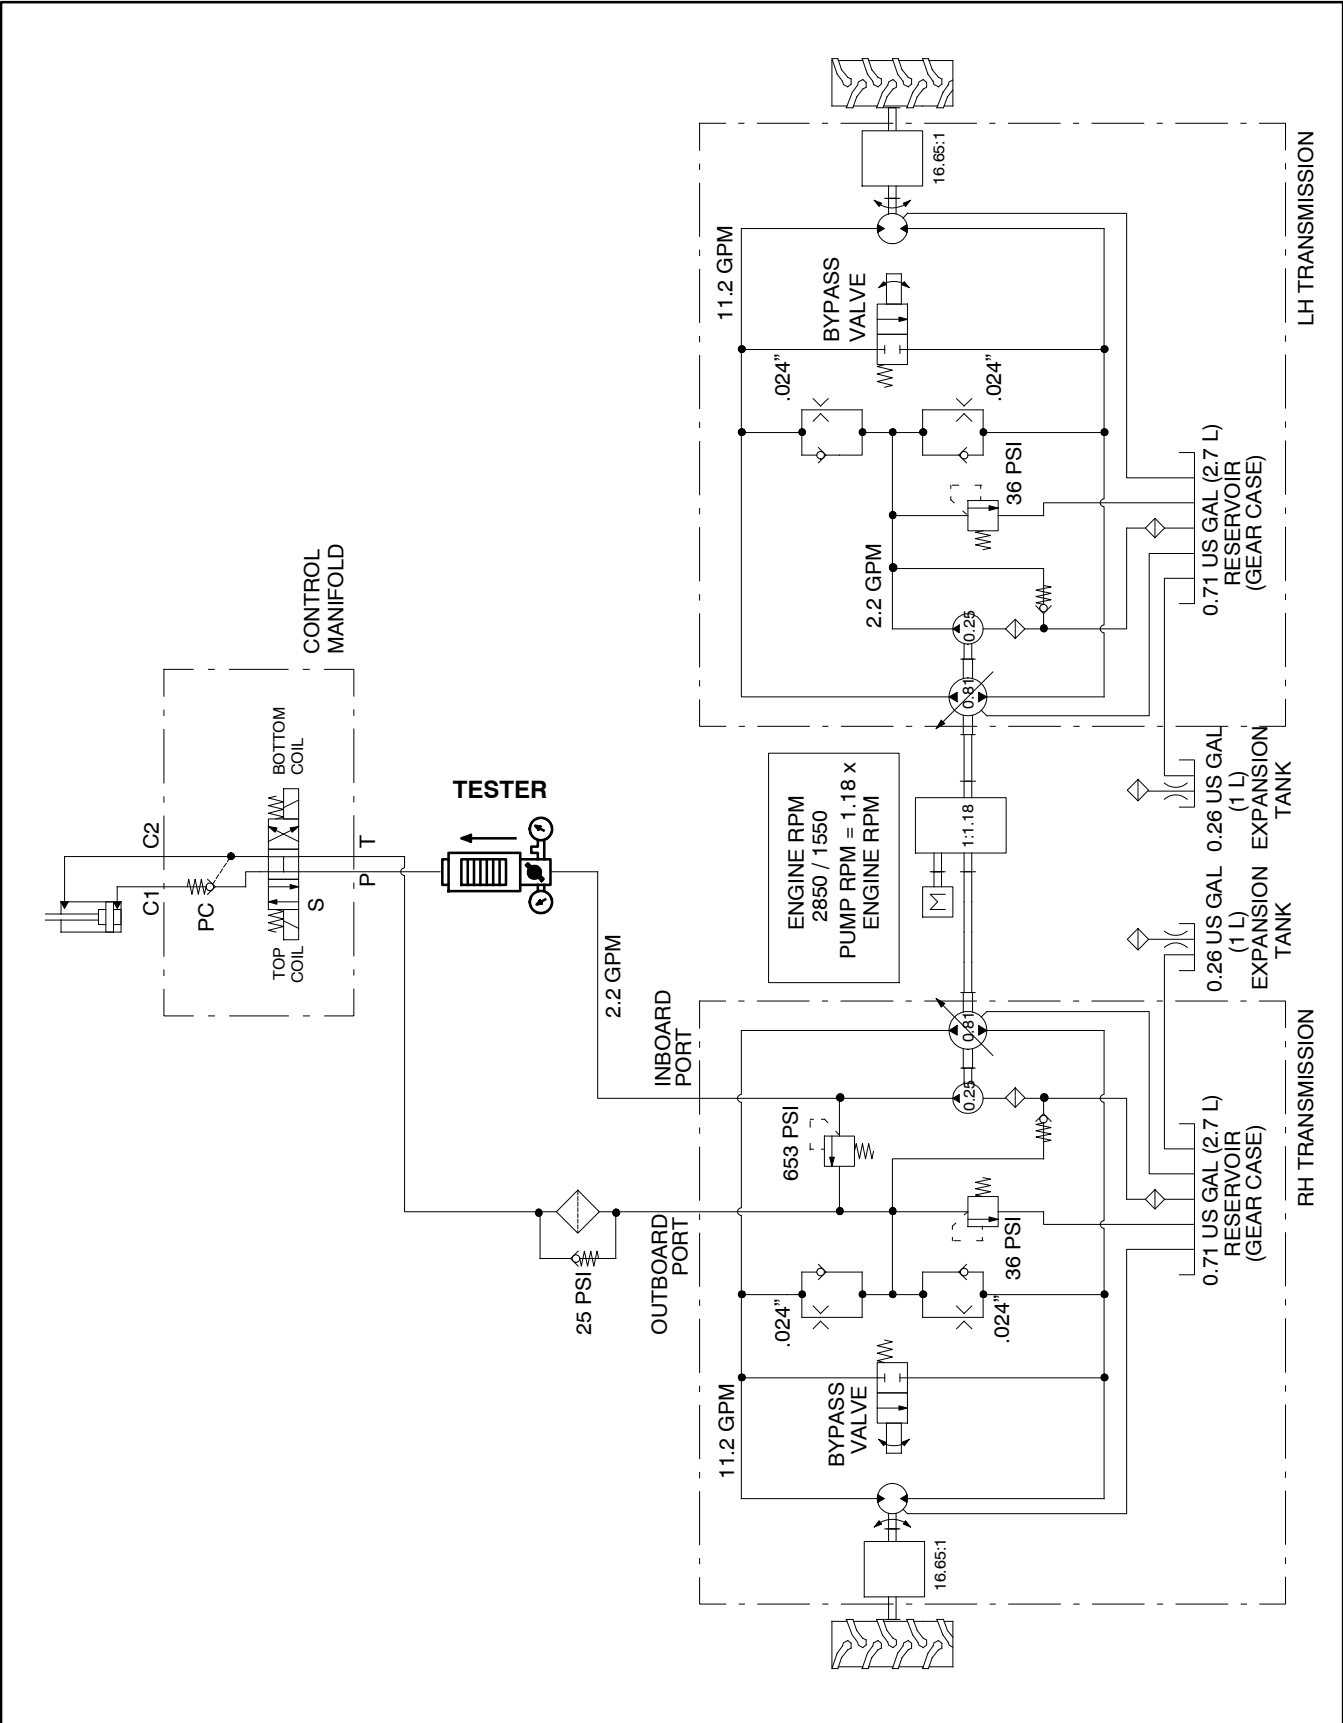 C1
C2
PC
S
TOP
COIL
BOTTOM
COIL
P
T
CONTROL
MANIFOLD
TESTER
2.2 GPM
25 PSI
OUTBOARD
PORT
INBOARD
PORT
11.2 GPM
653 PSI
.024”
BYPASS
VALVE
16.65:1
36 PSI
.024”
0.25
0.81
0.71 US GAL (2.7 L)
RESERVOIR
(GEAR CASE)
RH TRANSMISSION
ENGINE RPM
2850 / 1550
PUMP RPM = 1.18 x
ENGINE RPM
M
1:1.18
0.26 US GAL
(1 L)
EXPANSION
TANK
0.26 US GAL
(1 L)
EXPANSION
TANK
11.2 GPM
.024”
BYPASS
VALVE
16.65:1
2.2 GPM
36 PSI
.024”
0.81
0.25
0.71 US GAL (2.7 L)
RESERVOIR
(GEAR CASE)
LH TRANSMISSION